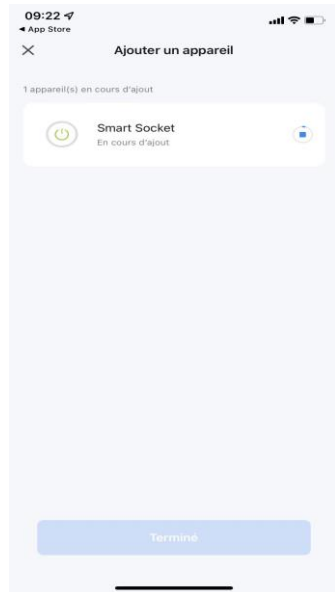 09:22
◀ App Store
Ajouter un appareil
1 appareil(s) en cours d'ajout
Smart Socket
En cours d'ajout
Terminé